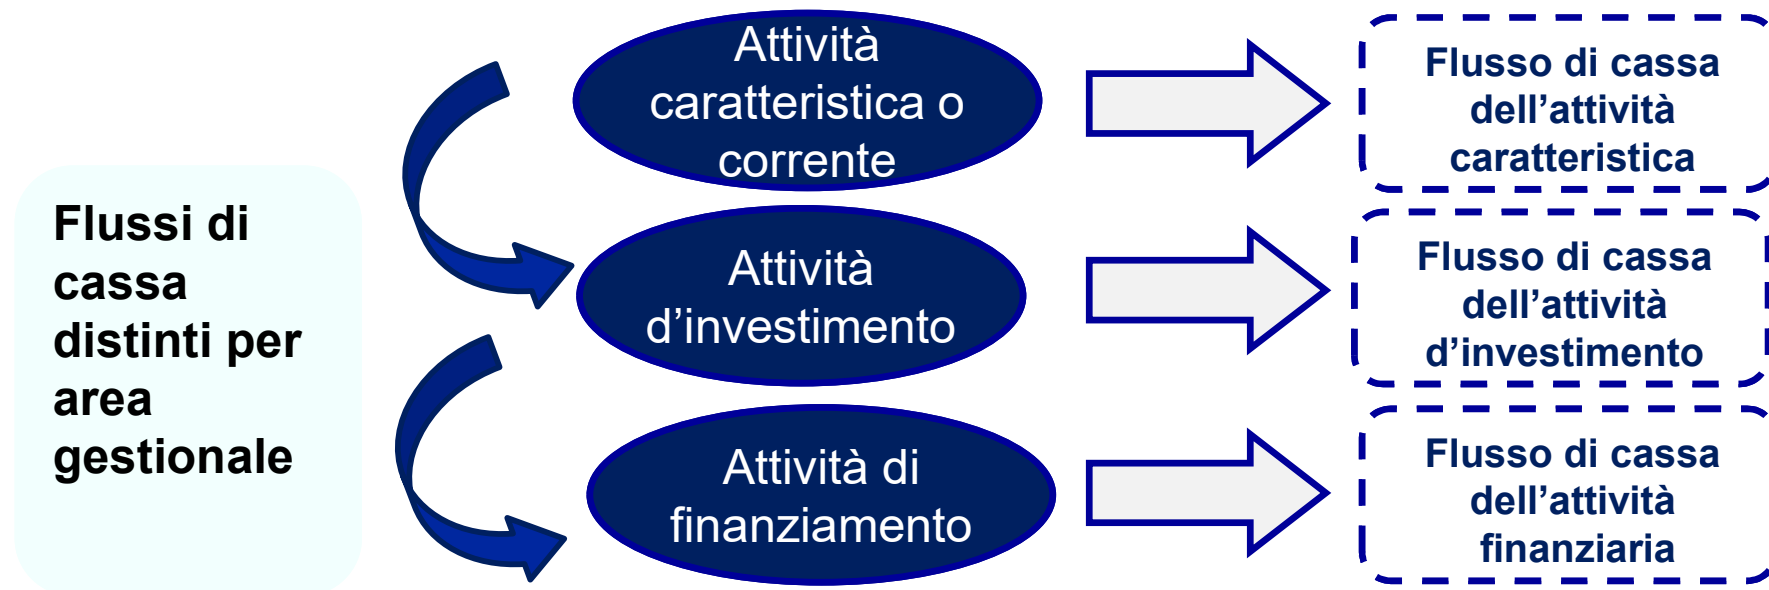 Flussi di
cassa
distinti per
area
gestionale
Attività
caratteristica o
corrente
Flusso di cassa
dell’attività
caratteristica
Attività
d’investimento
Flusso di cassa
dell’attività
d’investimento
Attività di
finanziamento
Flusso di cassa
dell’attività
finanziaria